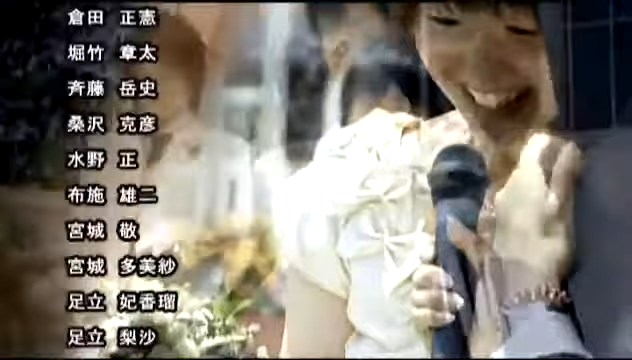 倉田 正憲
堀竹 章太
斉藤 岳史
桑沢 克彦
水野 正
布施 雄二
宮城 敬
宮城 多美紗
足立 妃香瑠
足立 梨沙